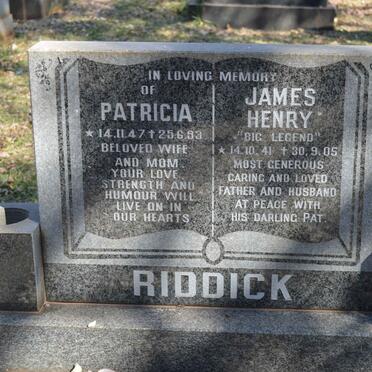 IN LOVING MEMORY
OF
PATRICIA
★ 14.11.47 ✝ 25.6.93
BELOVED WIFE
AND MOM.
YOUR LOVE,
STRENGTH AND
HUMOUR WILL
LIVE ON IN
OUR HEARTS
JAMES
HENRY
"BIG LEGEND"
★ 14.10.41 ✝ 30.9.05
MOST GENEROUS
CARING AND LOVED
FATHER AND HUSBAND
AT PEACE WITH
HIS DARLING PAT.
RIDDICK